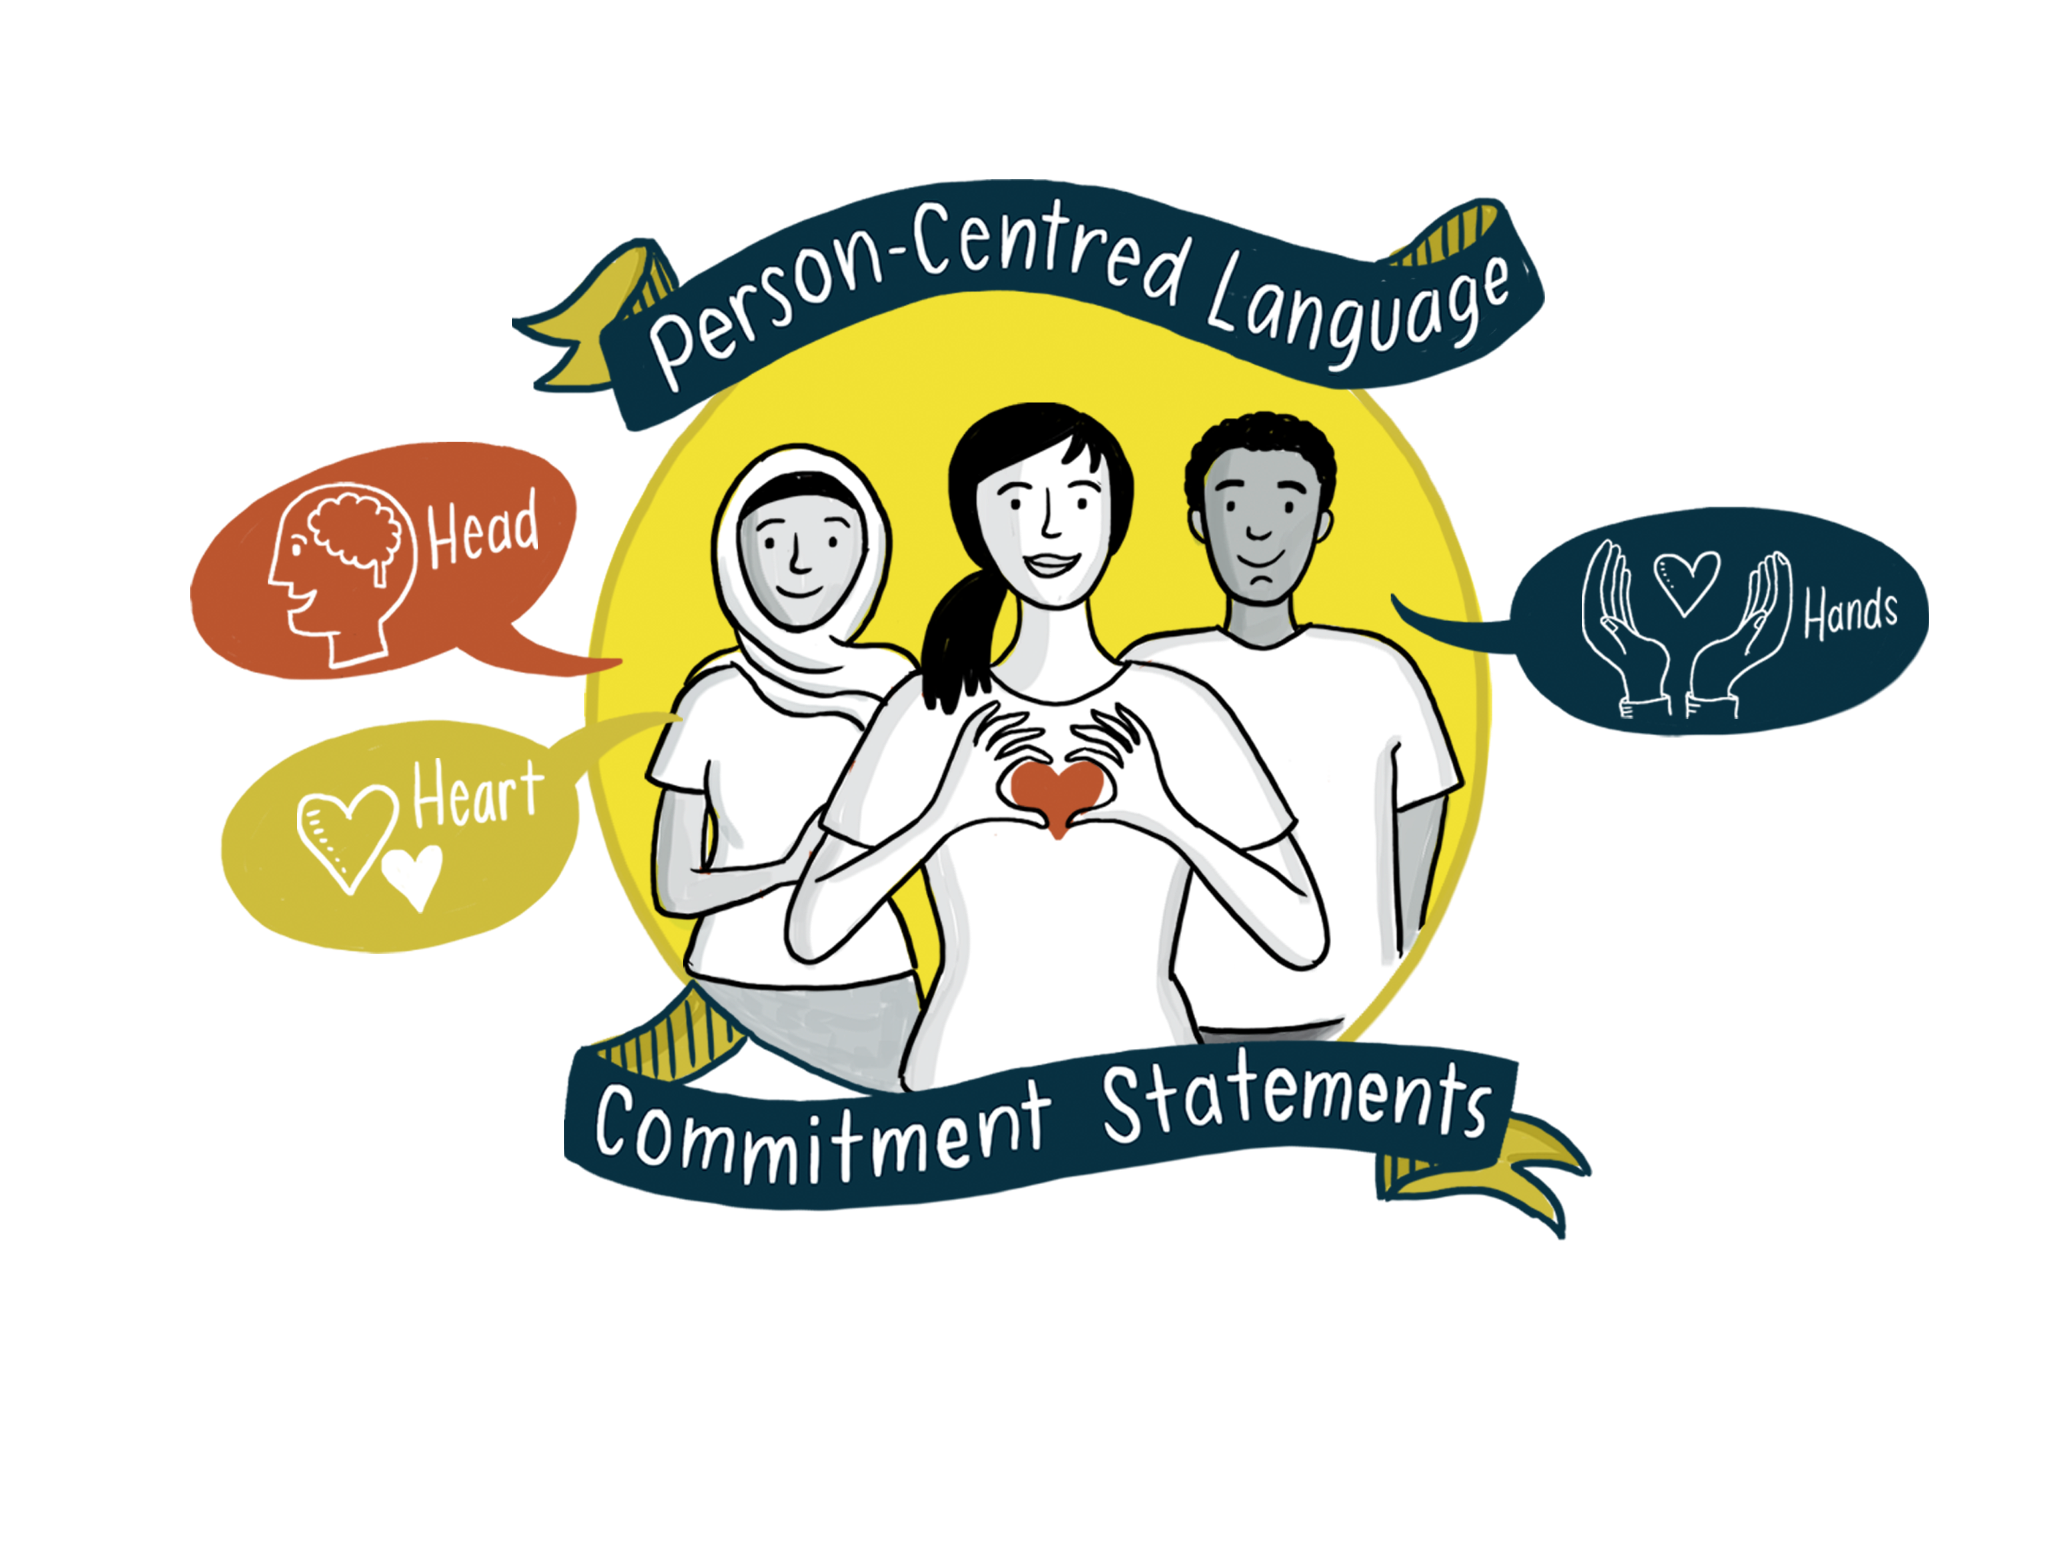 Person-Centred Language
Head
Heart
Hands
Commitment Statements